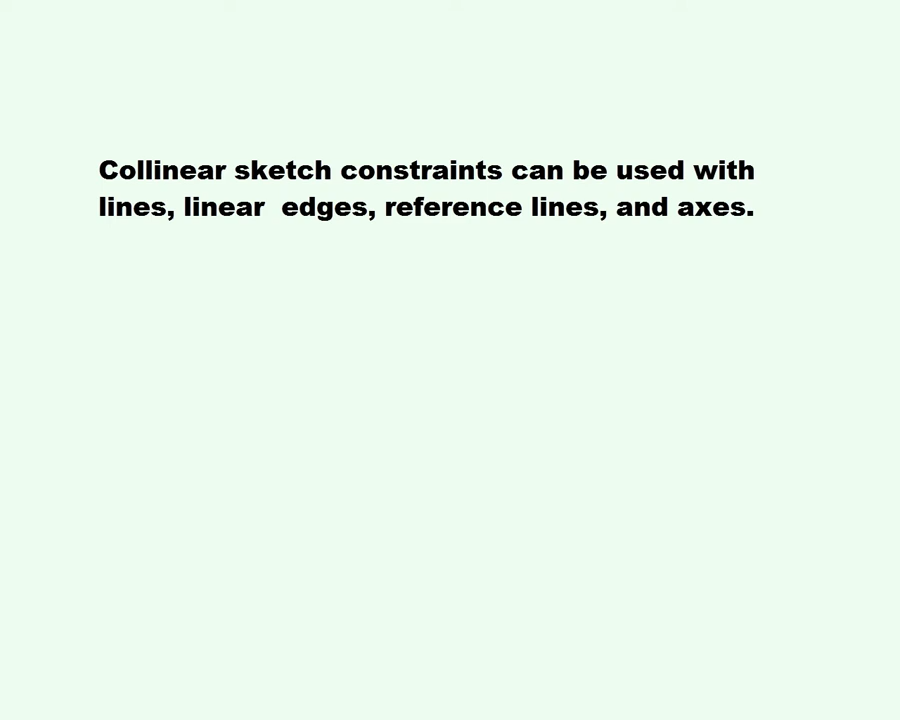 Collinear sketch constraints can be used with
lines, linear  edges, reference lines, and axes.